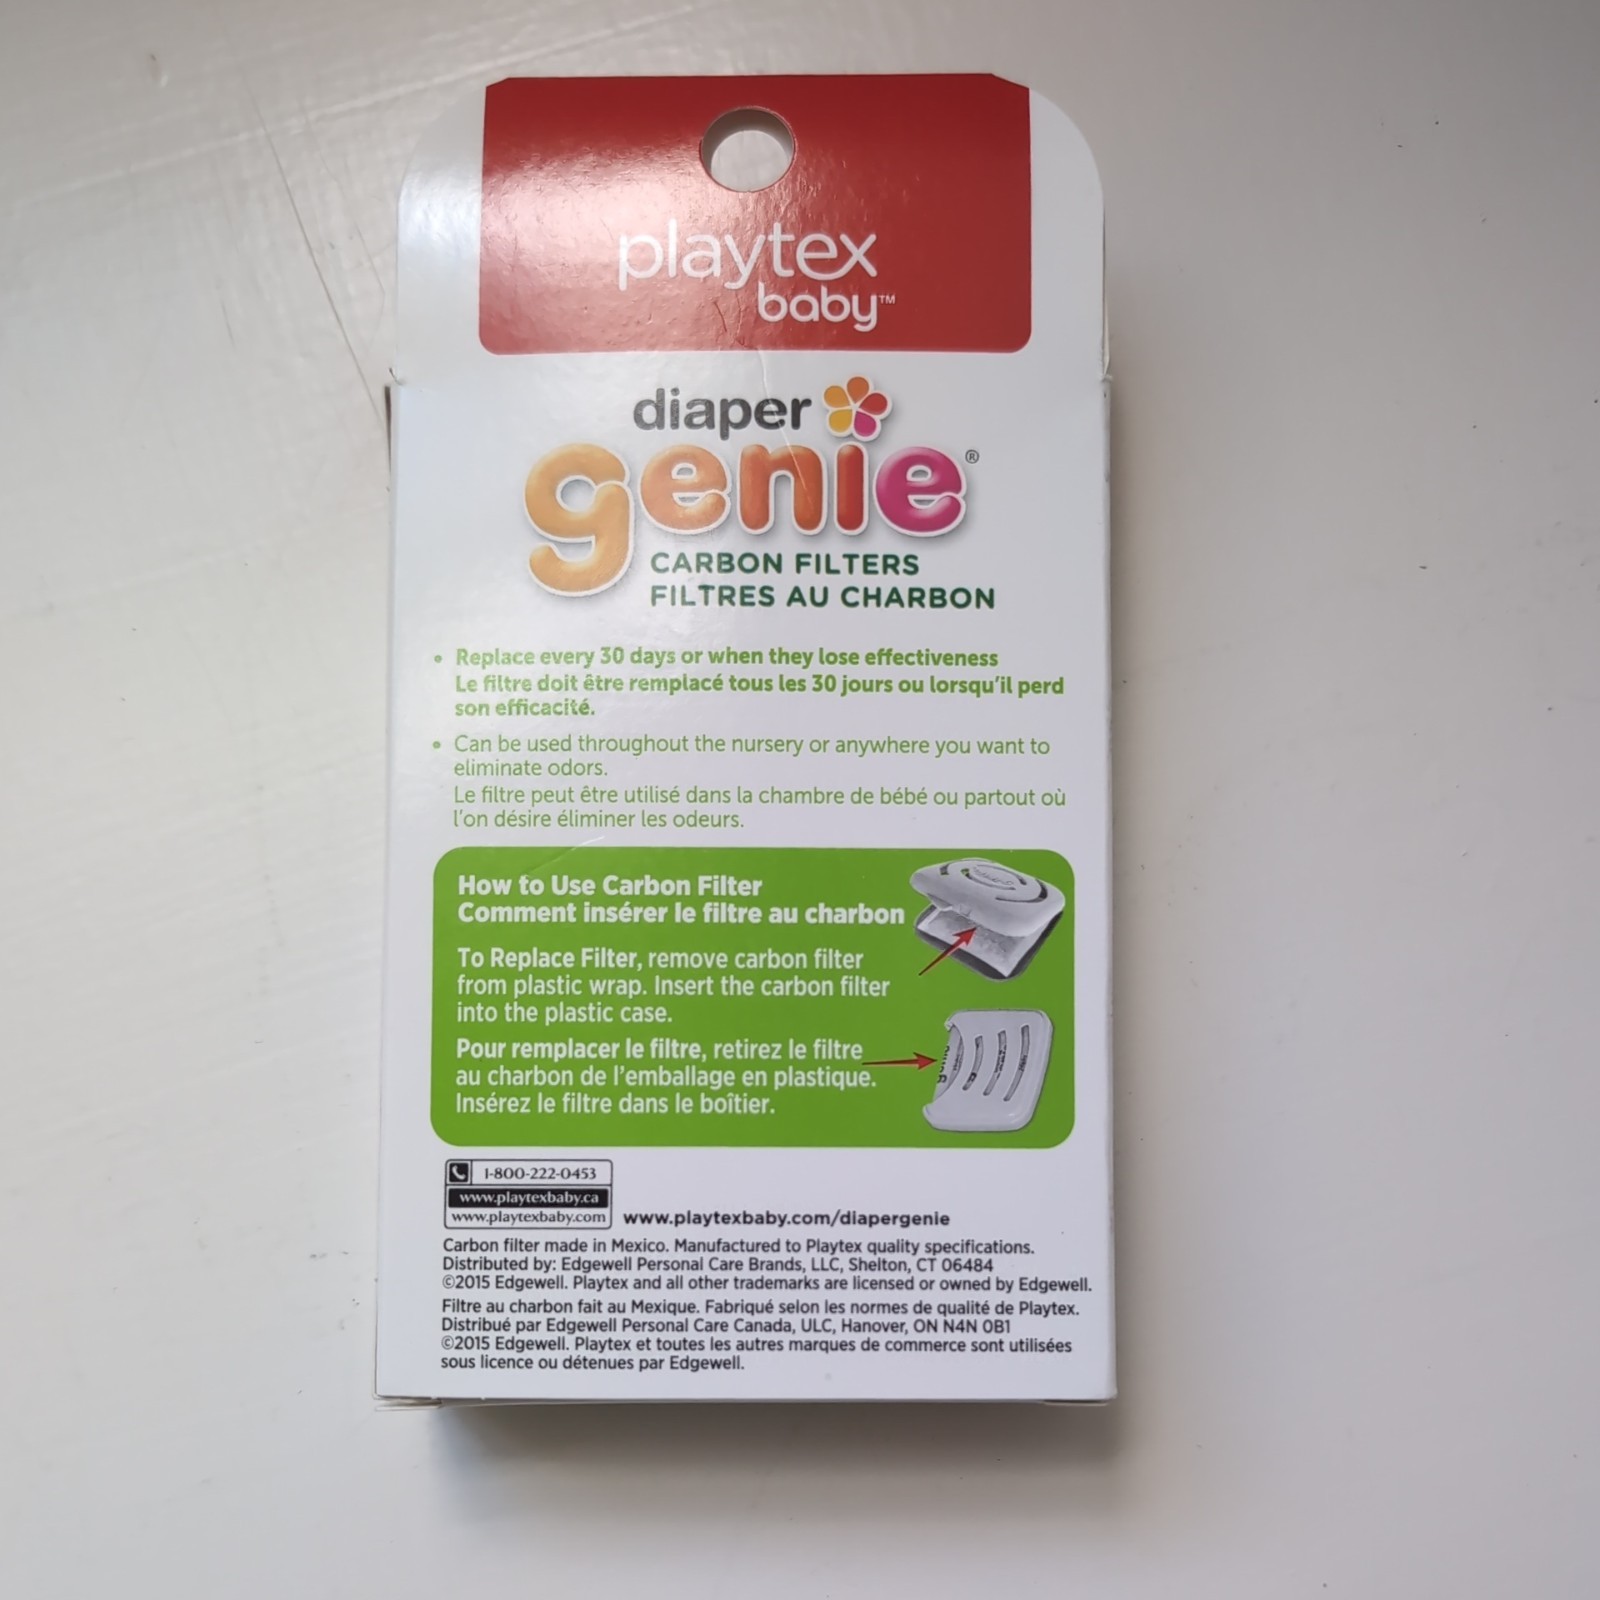 playtex
baby™
diaper
genie®
CARBON FILTERS
FILTRES AU CHARBON
• Replace every 30 days or when they lose effectiveness
Le filtre doit être remplacé tous les 30 jours ou lorsqu'il perd
son efficacité.
• Can be used throughout the nursery or anywhere you want to
eliminate odors.
Le filtre peut être utilisé dans la chambre de bébé ou partout où
l'on désire éliminer les odeurs.
How to Use Carbon Filter
Comment insérer le filtre au charbon
To Replace Filter, remove carbon filter
from plastic wrap. Insert the carbon filter
into the plastic case.
Pour remplacer le filtre, retirez le filtre
au charbon de l'emballage en plastique.
Insérez le filtre dans le boîtier.
genie
1-800-222-0453
www.playtexbaby.ca
www.playtexbaby.com
www.playtexbaby.com/diapergenie
Carbon filter made in Mexico. Manufactured to Playtex quality specifications.
Distributed by: Edgewell Personal Care Brands, LLC, Shelton, CT 06484
©2015 Edgewell. Playtex and all other trademarks are licensed or owned by Edgewell.
Filtre au charbon fait au Mexique. Fabriqué selon les normes de qualité de Playtex.
Distribué par Edgewell Personal Care Canada, ULC, Hanover, ON N4N 0B1
©2015 Edgewell. Playtex et toutes les autres marques de commerce sont utilisées
sous licence ou détenues par Edgewell.